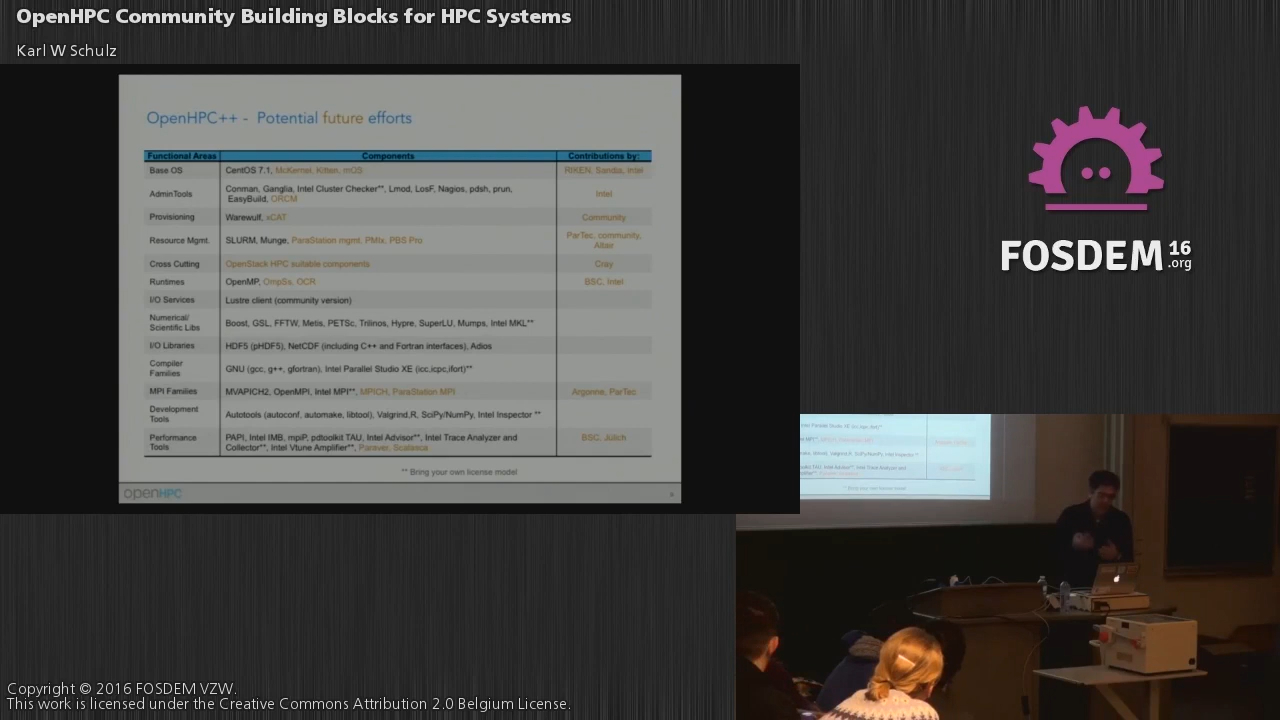 OpenHPC Community Building Blocks for HPC Systems
Karl W Schulz
OpenHPC++ - Potential future efforts
Functional Areas Components Contributions by:
Base OS CentOS 7.1, McKernel, Kitten, mOS RIKEN, Sandia, Intel
AdminTools Conman, Ganglia, Intel Cluster Checker**, Lmod, LosF, Nagios, pdsh, prun,
EasyBuild, ORCM Intel
Provisioning Warewulf, xCAT Community
Resource Mgmt. SLURM, Munge, ParaStation mgmt, PMIx, PBS Pro ParTec, community,
Altair
Cross Cutting OpenStack HPC suitable components Cray
Runtimes OpenMP, OmpSs, OCR BSC, Intel
I/O Services Lustre client (community version)
Numerical/
Scientific Libs Boost, GSL, FFTW, Metis, PETSc, Trilinos, Hypre, SuperLU, Mumps, Intel MKL**
I/O Libraries HDF5 (pHDF5), NetCDF (including C++ and Fortran interfaces), Adios
Compiler
Families GNU (gcc, g++, gfortran), Intel Parallel Studio XE (icc,icpc,ifort)**
MPI Families MVAPICH2, OpenMPI, Intel MPI**, MPICH, ParaStation MPI Argonne, ParTec
Development
Tools Autotools (autoconf, automake, libtool), Valgrind,R, SciPy/NumPy, Intel Inspector **
Performance
Tools PAPI, Intel IMB, mpiP, pdtoolkit TAU, Intel Advisor**, Intel Trace Analyzer and
Collector**, Intel Vtune Amplifier**, Paraver, Scalasca BSC, Jülich
** Bring your own license model
openHPC
FOSDEM 16
.org
Copyright © 2016 FOSDEM VZW.
This work is licensed under the Creative Commons Attribution 2.0 Belgium License.